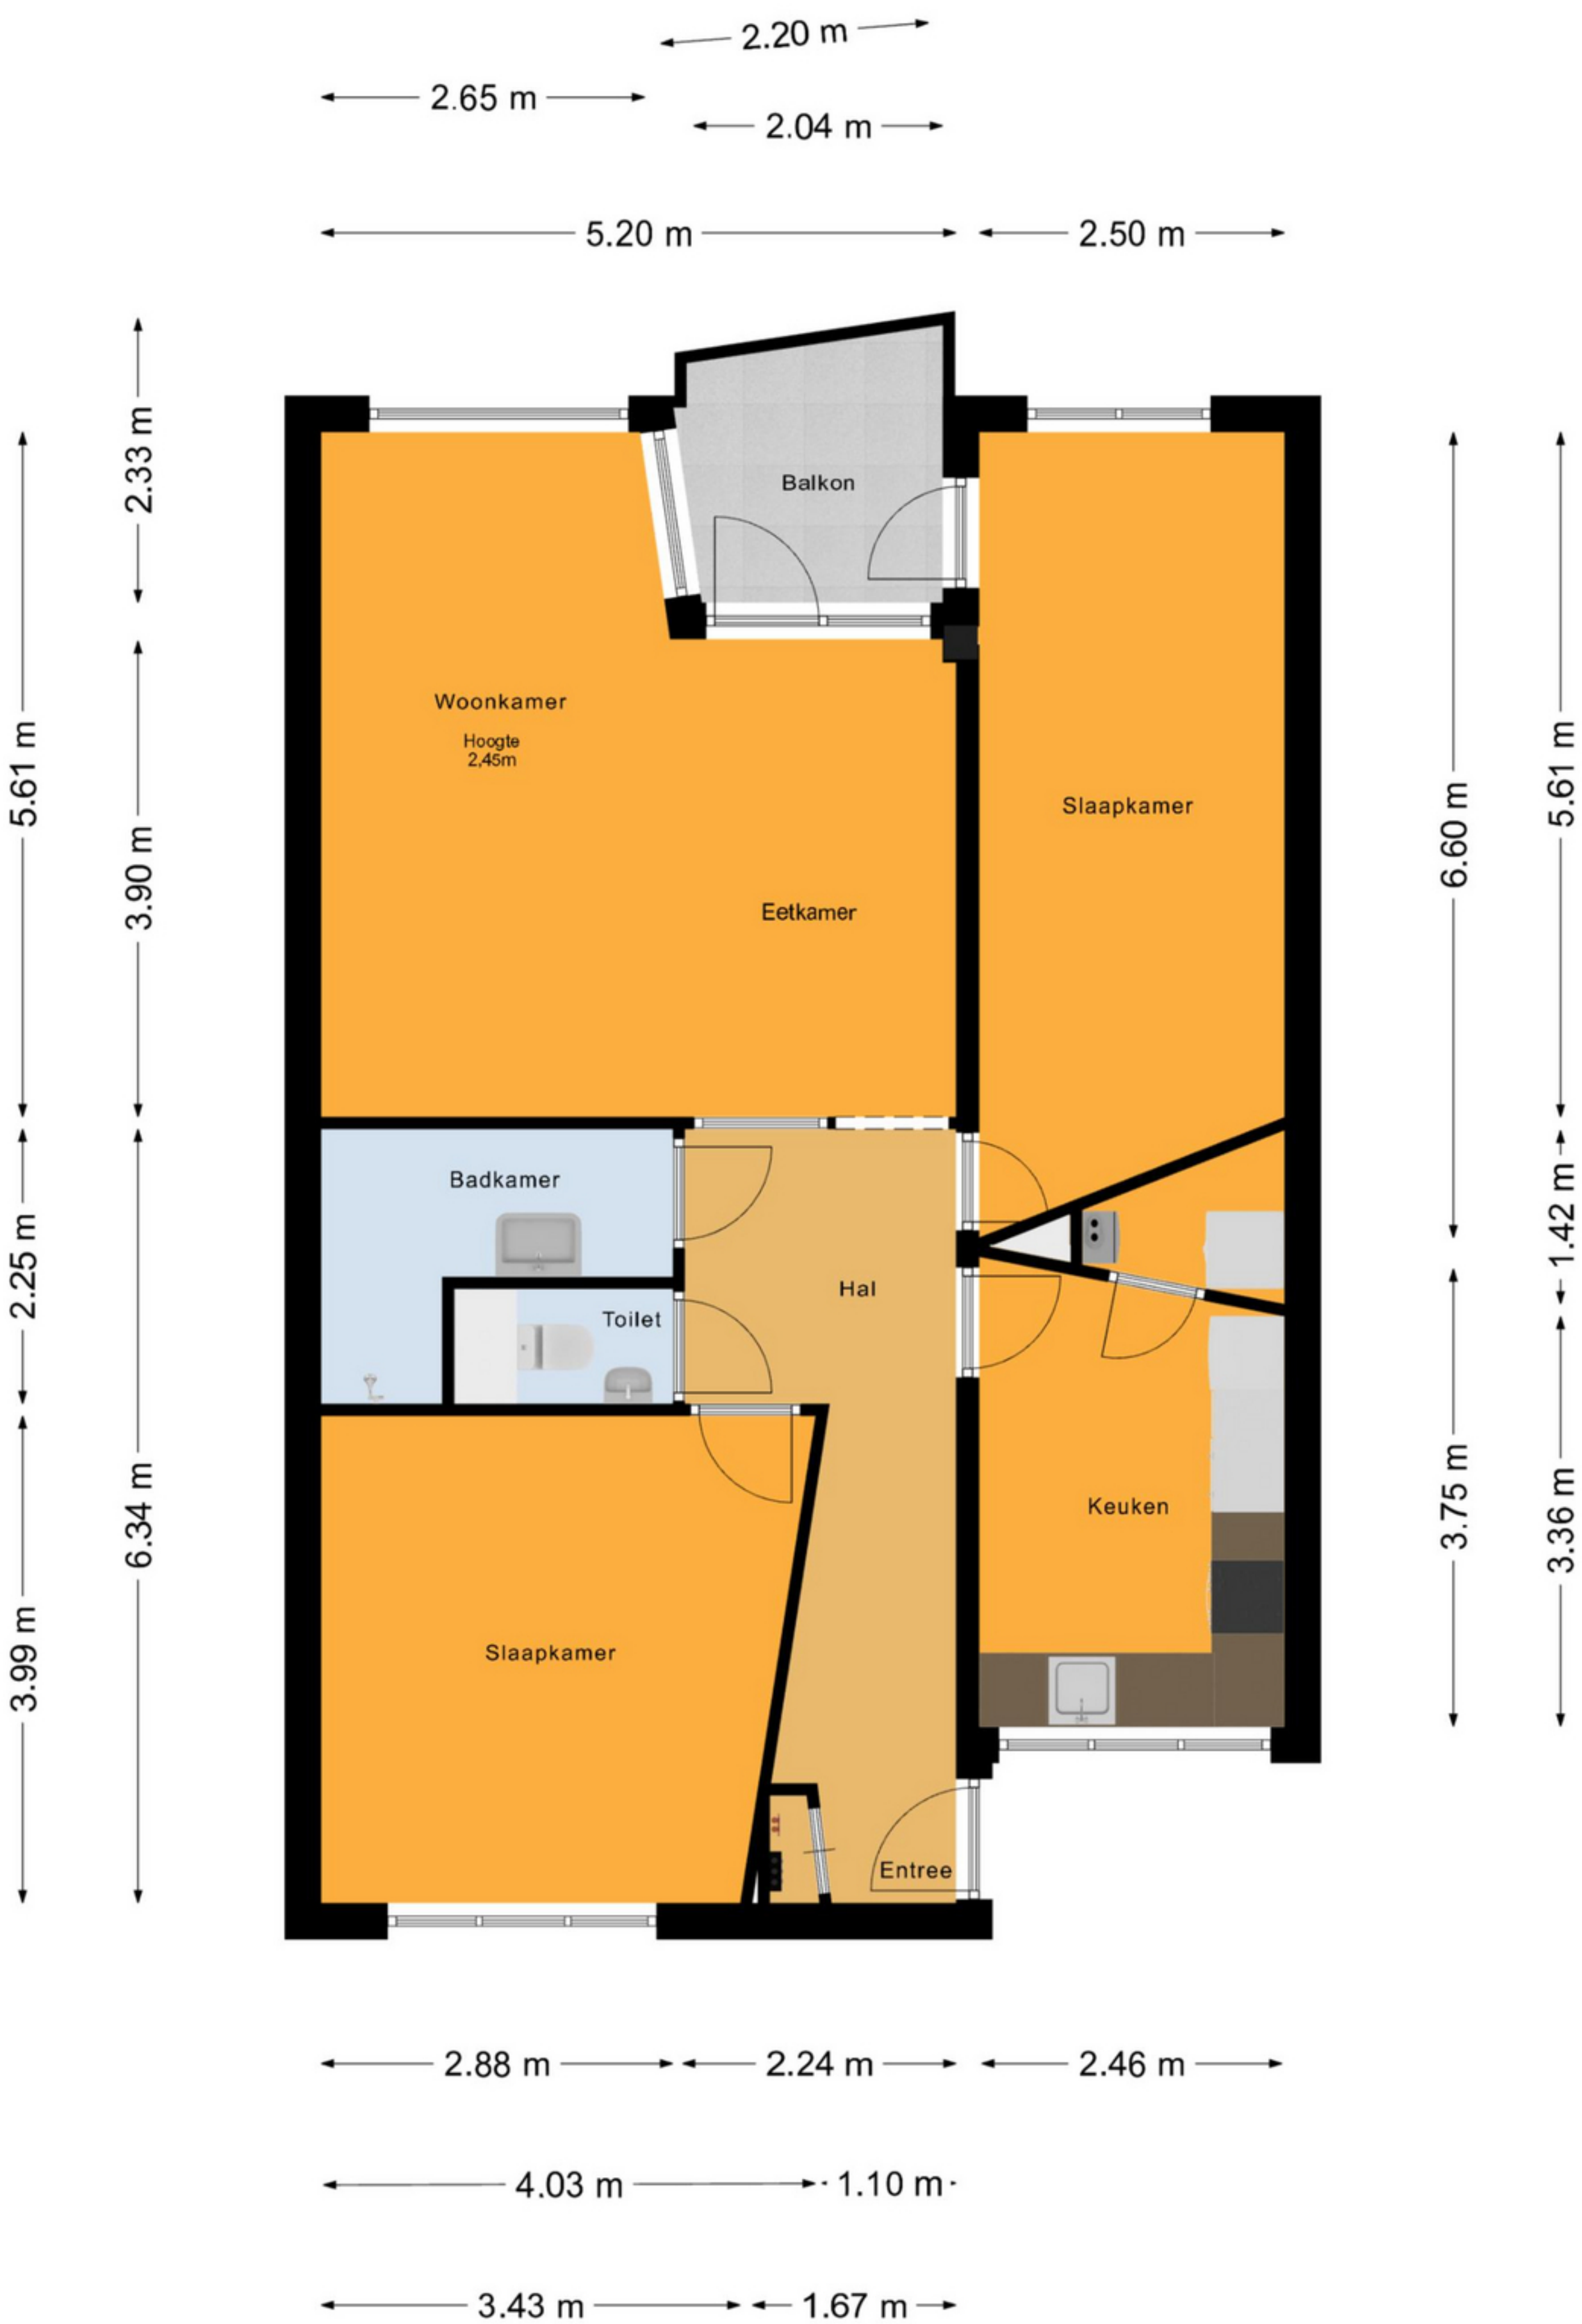 2.20 m
2.65 m
2.04 m
5.20 m
2.50 m
2.33 m
Balkon
5.61 m
3.90 m
Woonkamer
Hoogte
2,45m
Slaapkamer
Eetkamer
6.60 m
5.61 m
Badkamer
2.25 m
Toilet
Hal
1.42 m
6.34 m
3.99 m
Slaapkamer
Keuken
3.75 m
3.36 m
Entree
2.88 m
2.24 m
2.46 m
4.03 m
1.10 m
3.43 m
1.67 m